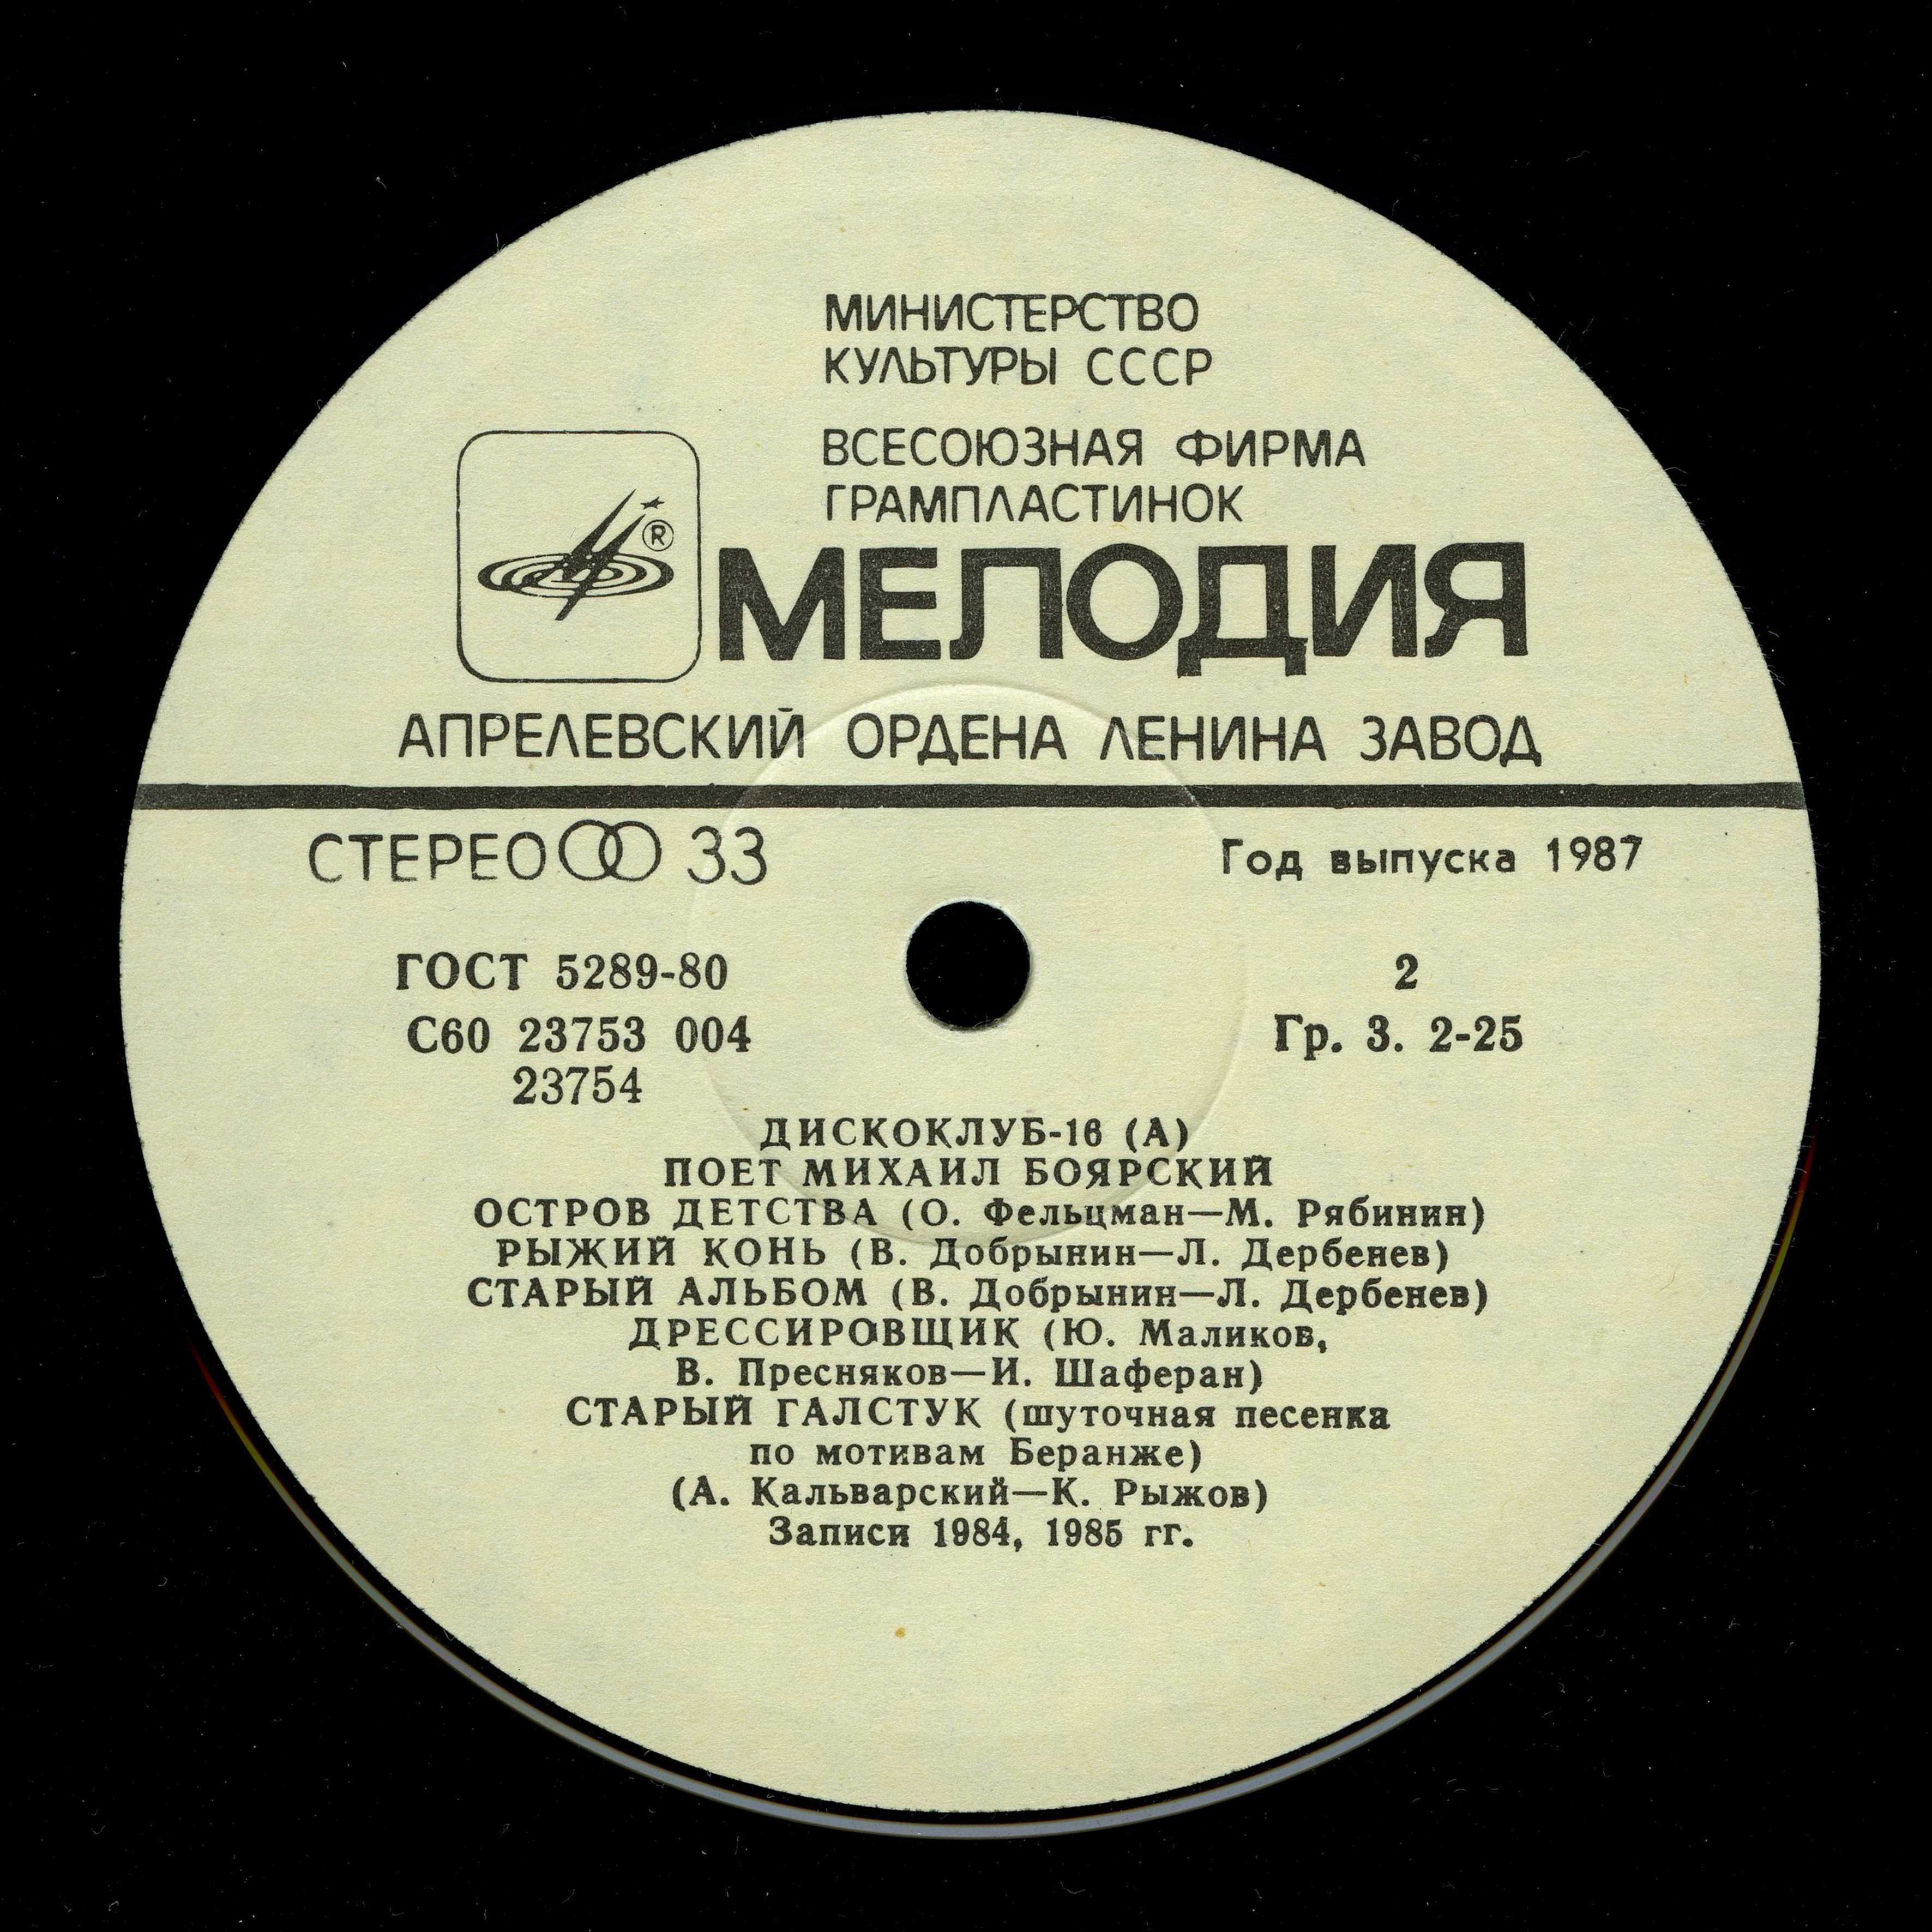 МИНИСТЕРСТВО
КУЛЬТУРЫ СССР
ВСЕСОЮЗНАЯ ФИРМА
ГРАМПЛАСТИНОК
®
МЕЛОДИЯ
АПРЕЛЕВСКИЙ ОРДЕНА ЛЕНИНА ЗАВОД
СТЕРЕО 33
Год выпуска 1987
ГОСТ 5289-80
2
С60 23753 004
Гр. 3. 2-25
23754
ДИСКОКЛУБ-16 (А)
ПОЕТ МИХАИЛ БОЯРСКИЙ
ОСТРОВ ДЕТСТВА (О. Фельцман—М. Рябинин)
РЫЖИЙ КОНЬ (В. Добрынин—Л. Дербенев)
СТАРЫЙ АЛЬБОМ (В. Добрынин—Л. Дербенев)
ДРЕССИРОВЩИК (Ю. Маликов,
В. Пресняков—И. Шаферан)
СТАРЫЙ ГАЛСТУК (шуточная песенка
по мотивам Беранже)
(А. Кальварский—К. Рыжов)
Записи 1984, 1985 гг.